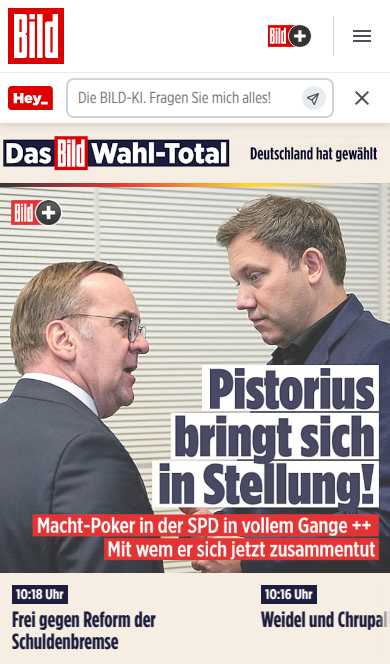 Bild
Bild +
Hey_
Die BILD-KI. Fragen Sie mich alles!
Das Bild Wahl-Total
Deutschland hat gewählt
Bild +
Pistorius
bringt sich
in Stellung!
Macht-Poker in der SPD in vollem Gange ++
Mit wem er sich jetzt zusammentut
10:18 Uhr
Frei gegen Reform der
Schuldenbremse
10:16 Uhr
Weidel und Chrupal